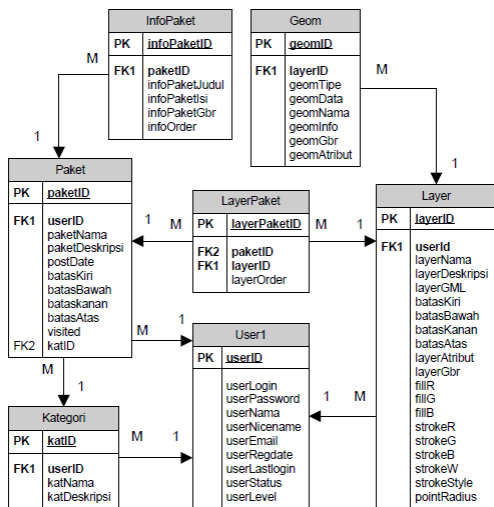 InfoPaket
PK infoPaketID
FK1 paketID
infoPaketJudul
infoPaketIsi
infoPaketGbr
infoOrder
Geom
PK geomID
FK1 layerID
geomTipe
geomData
geomNama
geomInfo
geomGbr
geomAtribut
M
1
M
1
Paket
PK paketID
FK1 userID
paketNama
paketDeskripsi
postDate
batasKiri
batasBawah
bataskanan
batasAtas
visited
FK2 katID
1
M
LayerPaket
PK layerPaketID
FK2 paketID
FK1 layerID
layerOrder
M
1
Layer
PK layerID
FK1 userId
layerNama
layerDeskripsi
layerGML
batasKiri
batasBawah
batasKanan
batasAtas
layerAtribut
layerGbr
fillR
fillG
fillB
strokeR
strokeG
strokeB
strokeW
strokeStyle
pointRadius
M
1
User1
PK userID
userLogin
userPassword
userNama
userNicename
userEmail
userRegdate
userLastlogin
userStatus
userLevel
1
M
M
1
Kategori
PK katID
FK1 userID
katNama
katDeskripsi
M
1